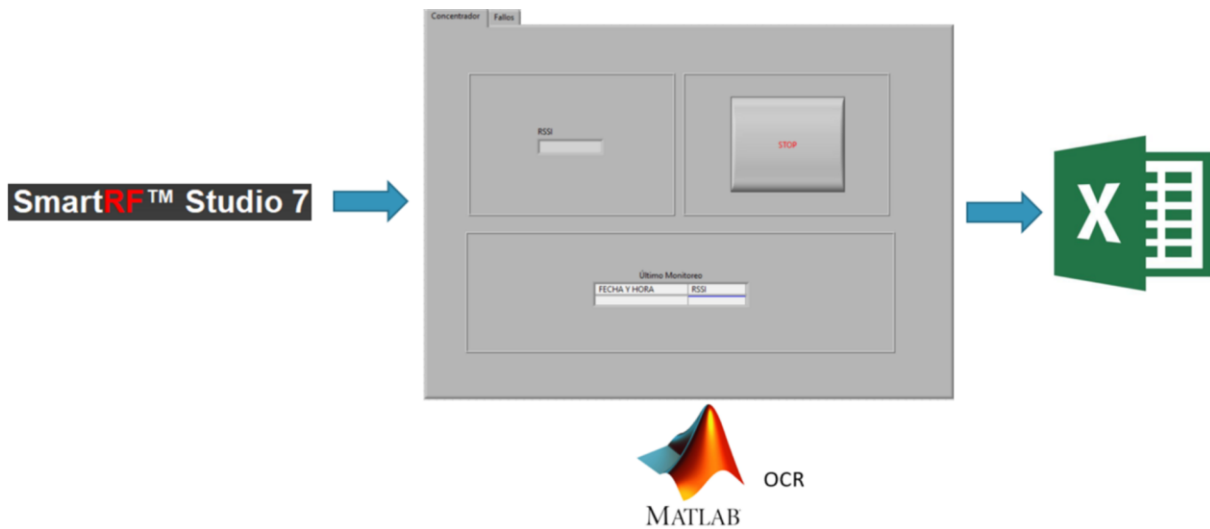 Concentrador
Fallos
RSSI
STOP
SmartRF™ Studio 7
X
Último Monitoreo
FECHA Y HORA RSSI
OCR
MATLAB